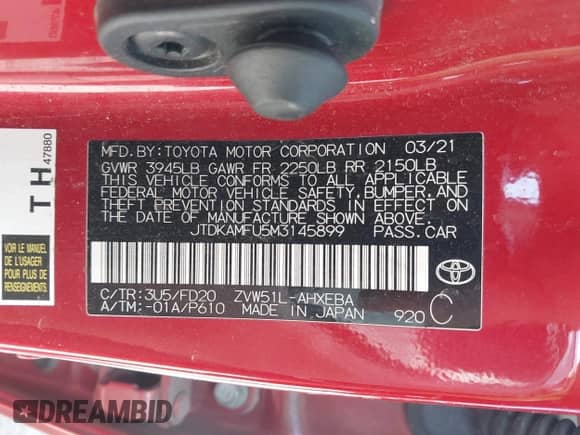 MFD. BY: TOYOTA MOTOR CORPORATION 03/21
GVWR 3945LB GAWR FR 2250LB RR 2150LB
THIS VEHICLE CONFORMS TO ALL APPLICABLE
FEDERAL MOTOR VEHICLE SAFETY, BUMPER, AND
THEFT PREVENTION STANDARDS IN EFFECT ON
THE DATE OF MANUFACTURE SHOWN ABOVE.
JTDKAMFU5M3145899 PASS. CAR
C/TR: 3U5/FD20 ZVW51L-AHXEBA
A/TM: -01A/P610 MADE IN JAPAN 920 C
TOYOTA
TH 47880
VOIR LE MANUEL
DE L'USAGER
POUR PLUS DE
RENSEIGNEMENTS
DREAMBID